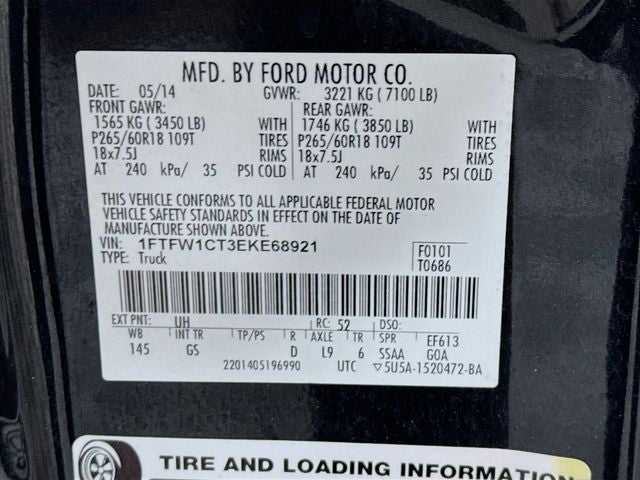 MFD. BY FORD MOTOR CO.
DATE: 05/14 GVWR: 3221 KG ( 7100 LB)
FRONT GAWR: REAR GAWR:
1565 KG ( 3450 LB) WITH 1746 KG ( 3850 LB) WITH
P265/60R18 109T TIRES P265/60R18 109T TIRES
18x7.5J RIMS 18x7.5J RIMS
AT 240 kPa/ 35 PSI COLD AT 240 kPa/ 35 PSI COLD
THIS VEHICLE CONFORMS TO ALL APPLICABLE FEDERAL MOTOR
VEHICLE SAFETY STANDARDS IN EFFECT ON THE DATE OF
MANUFACTURE SHOWN ABOVE.
VIN: 1FTFW1CT3EKE68921 F0101
TYPE: Truck T0686
EXT PNT: UH RC: 52 DSO:
WB INT TR TP/PS R AXLE TR SPR EF613
145 GS D L9 6 SSAA GOA
2201405196990 UTC ▽5U5A-1520472-BA
TIRE AND LOADING INFORMATION